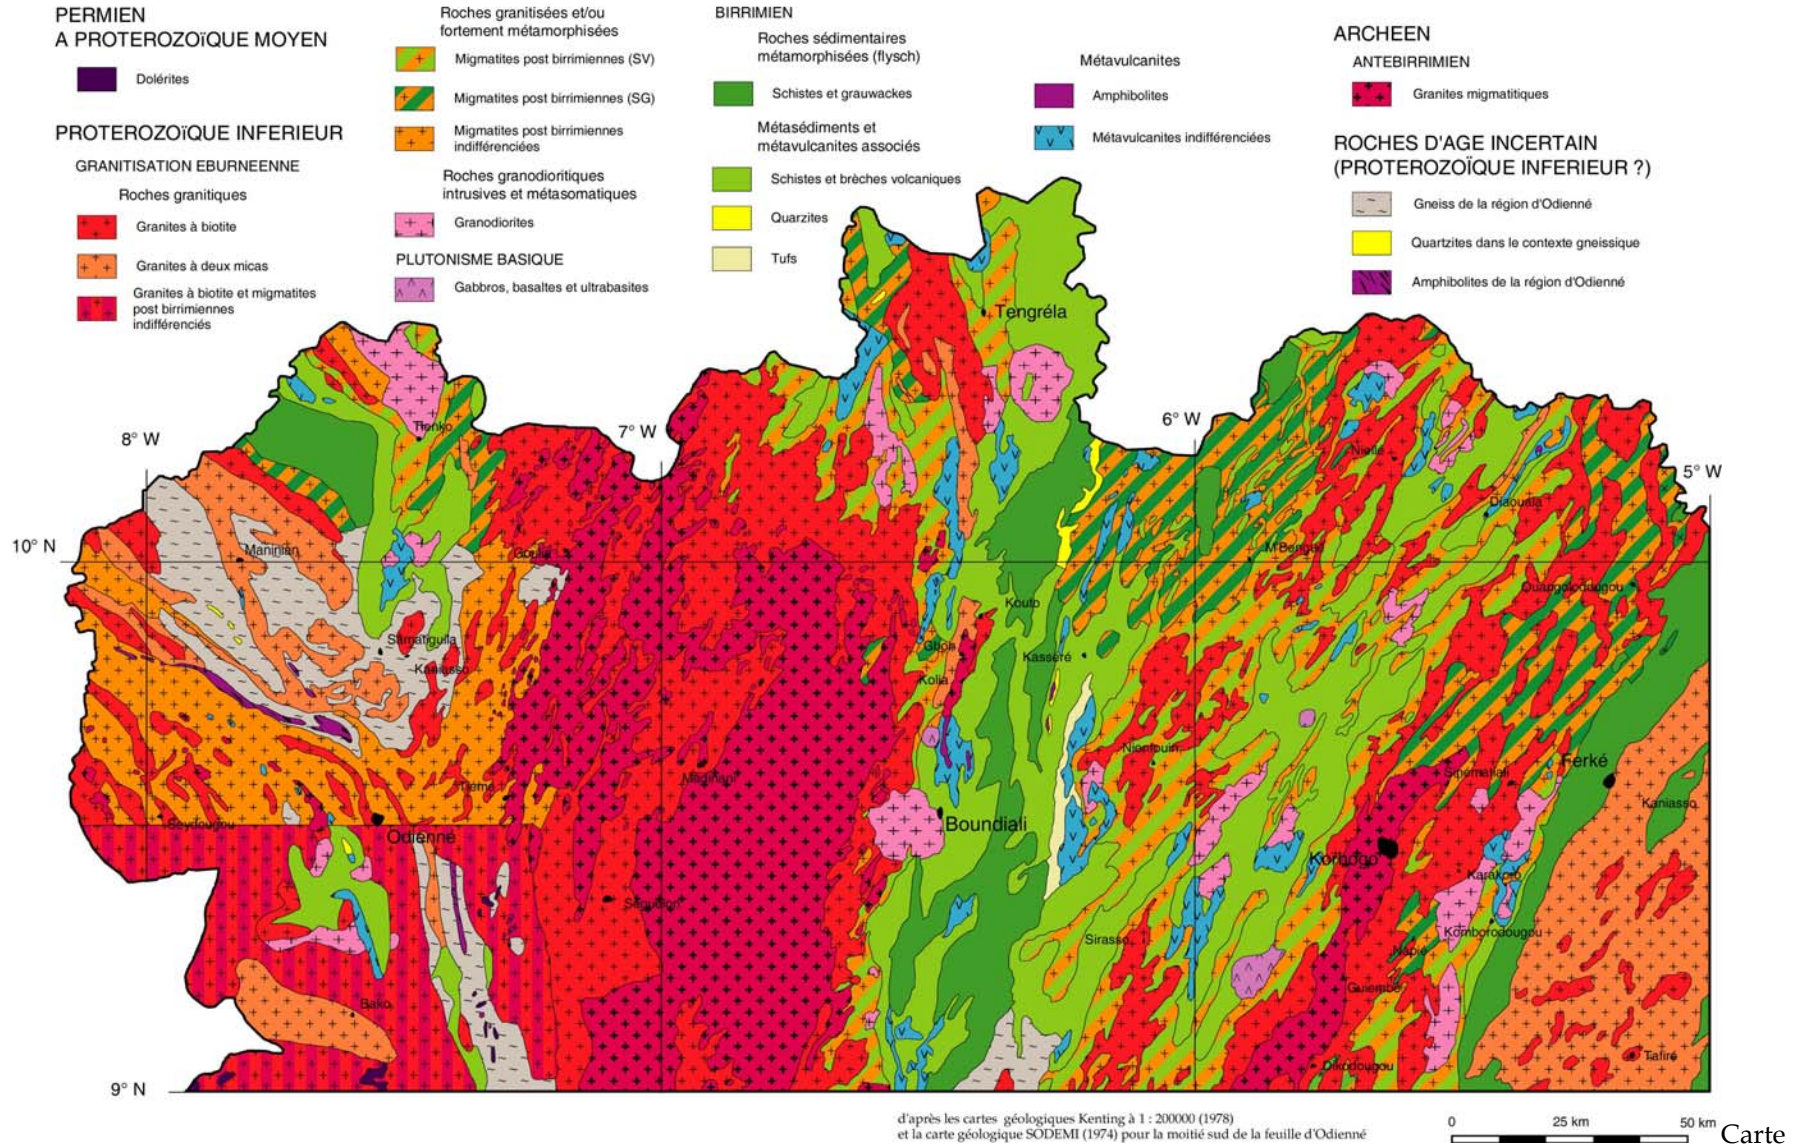 PERMIEN
A PROTEROZOïQUE MOYEN
Dolérites
PROTEROZOïQUE INFERIEUR
GRANITISATION EBURNEENNE
Roches granitiques
Granites à biotite
Granites à deux micas
Granites à biotite et migmatites
post birrimiennes
indifférenciés
Roches granitisées et/ou
fortement métamorphisées
Migmatites post birrimiennes (SV)
Migmatites post birrimiennes (SG)
Migmatites post birrimiennes
indifférenciées
Roches granodioritiques
intrusives et métasomatiques
Granodiorites
PLUTONISME BASIQUE
Gabbros, basaltes et ultrabasites
BIRRIMIEN
Roches sédimentaires
métamorphisées (flysch)
Schistes et grauwackes
Métasédiments et
métavulcanites associés
Schistes et brèches volcaniques
Quarzites
Tufs
Métavulcanites
Amphibolites
Métavulcanites indifférenciées
ARCHEEN
ANTEBIRRIMIEN
Granites migmatitiques
ROCHES D'AGE INCERTAIN
(PROTEROZOÏQUE INFERIEUR ?)
Gneiss de la région d'Odienné
Quartzites dans le contexte gneissique
Amphibolites de la région d'Odienné
Tengréla
8° W
Tienko
7° W
6° W
Niellé
5° W
Diaouala
10° N
Maninian
Goulia
M'Bengué
Ouangolodougou
Kouto
Samatiguila
Gbon
Kasséré
Kaniasso
Kolia
Niofouin
Madinani
Sinématiali
Ferké
Tiémé
Kaniasso
Seydougou
Odienné
Boundiali
Korhogo
Karakoro
Séguélon
Sirasso
Komborodougou
Napié
Guiembé
Bako
Tafiré
Dikodougou
9° N
d'après les cartes géologiques Kenting à 1 : 200000 (1978)
et la carte géologique SODEMI (1974) pour la moitié sud de la feuille d'Odienné
0 25 km 50 km
Carte